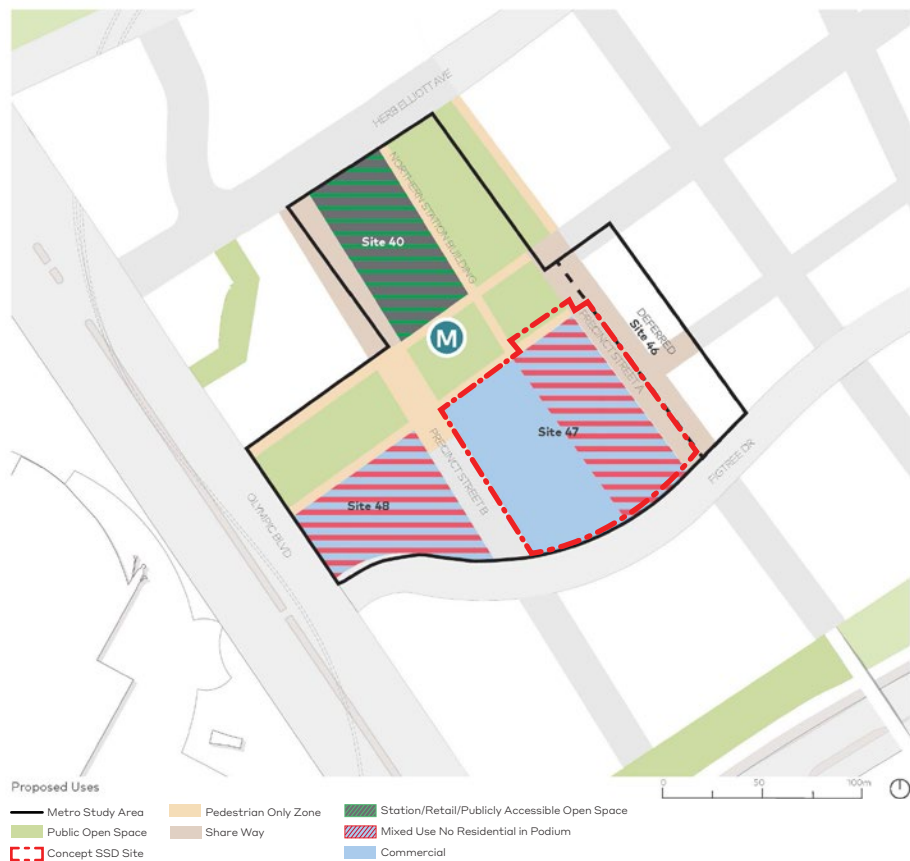 HERB ELLIOTT AVE
NORTHERN STATION BUILDING
Site 40
M
DEFERRED
Site 46
PRECINCT STREET A
Site 47
PRECINCT STREET B
FIGTREE DR
Site 48
OLYMPIC BLVD
Proposed Uses
0 50 100m
Metro Study Area
Pedestrian Only Zone
Station/Retail/Publicly Accessible Open Space
Public Open Space
Share Way
Mixed Use No Residential in Podium
Concept SSD Site
Commercial